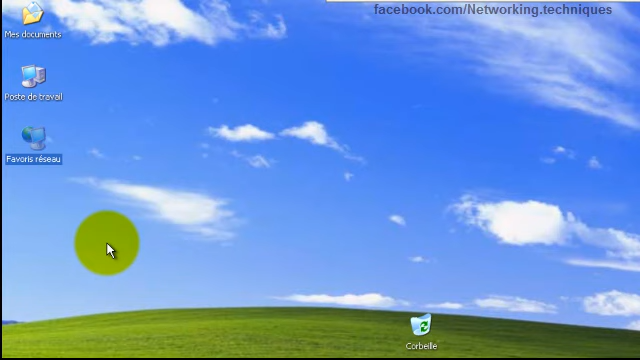 facebook.com/Networking.techniques
Mes documents
Poste de travail
Favoris réseau
Corbeille